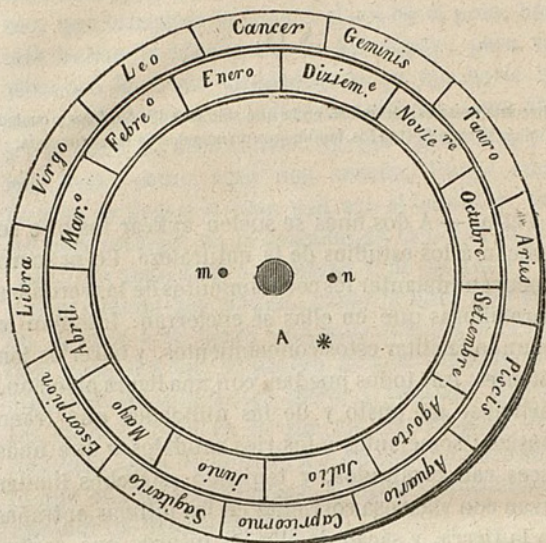 Cancer
Geminis
Tauro
Aries
Piscis
Aquario
Capricornio
Sagitario
Escorpion
Libra
Virgo
Leo
Enero
Diziem.e
Novie.re
Octubre
Setembre
Agosto
Julio
Junio
Mayo
Abril
Mar.o
Febre.o
m
n
A